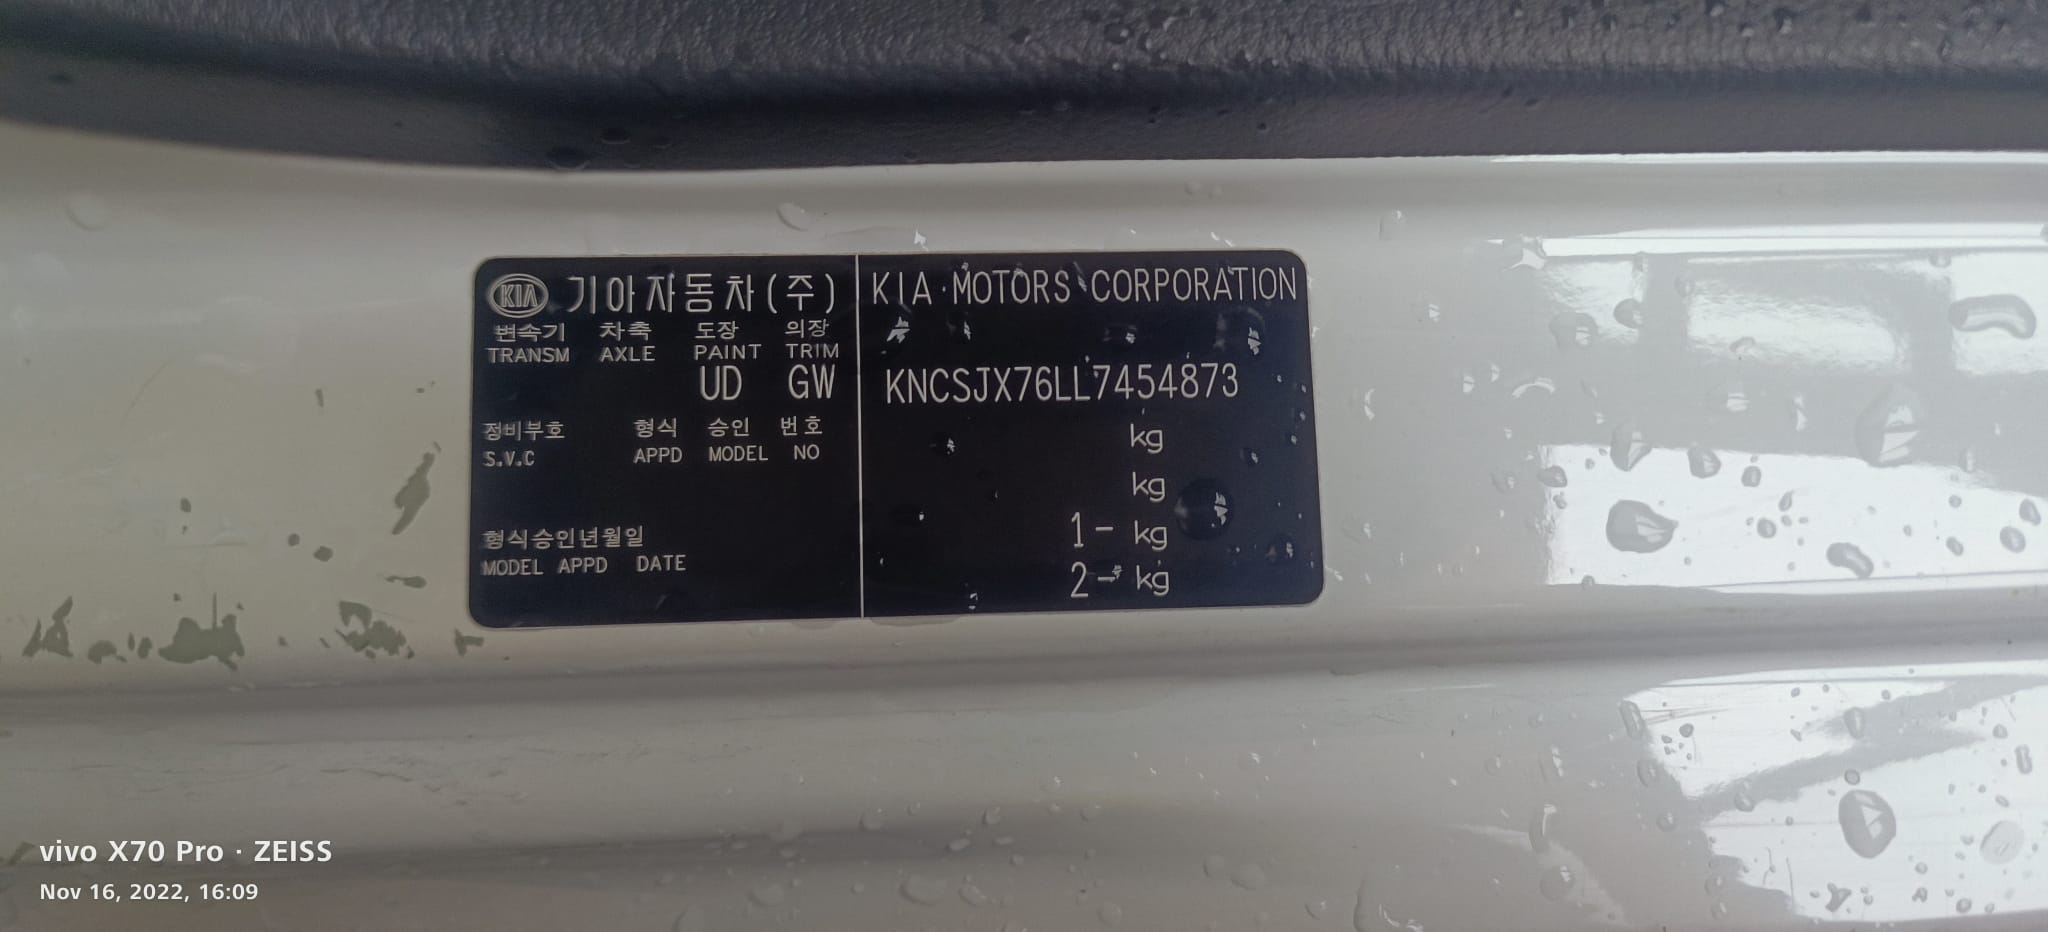 KIA 기아자동차(주)
변속기 차축 도장 의장
TRANSM AXLE PAINT TRIM
UD GW
정비부호 형식 승인 번호
S.V.C APPD MODEL NO
형식승인년월일
MODEL APPD DATE
KIA MOTORS CORPORATION
KNCSJX76LL7454873
kg
kg
1- kg
2- kg
vivo X70 Pro · ZEISS
Nov 16, 2022, 16:09